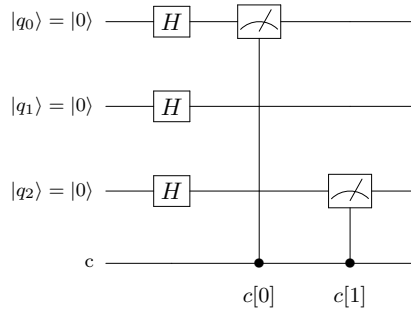 |q₀⟩ = |0⟩ H
|q₁⟩ = |0⟩ H
|q₂⟩ = |0⟩ H
c
c[0] c[1]